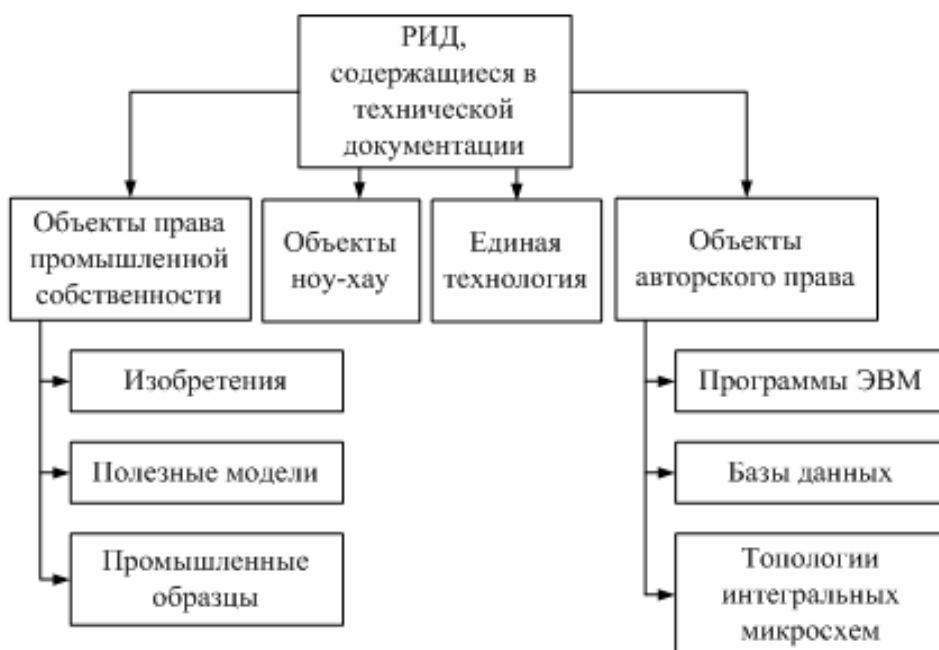 РИД,
содержащиеся в
технической
документации
Объекты права
промышленной
собственности
Объекты
ноу-хау
Единая
технология
Объекты
авторского права
Изобретения
Полезные модели
Промышленные
образцы
Программы ЭВМ
Базы данных
Топологии
интегральных
микросхем